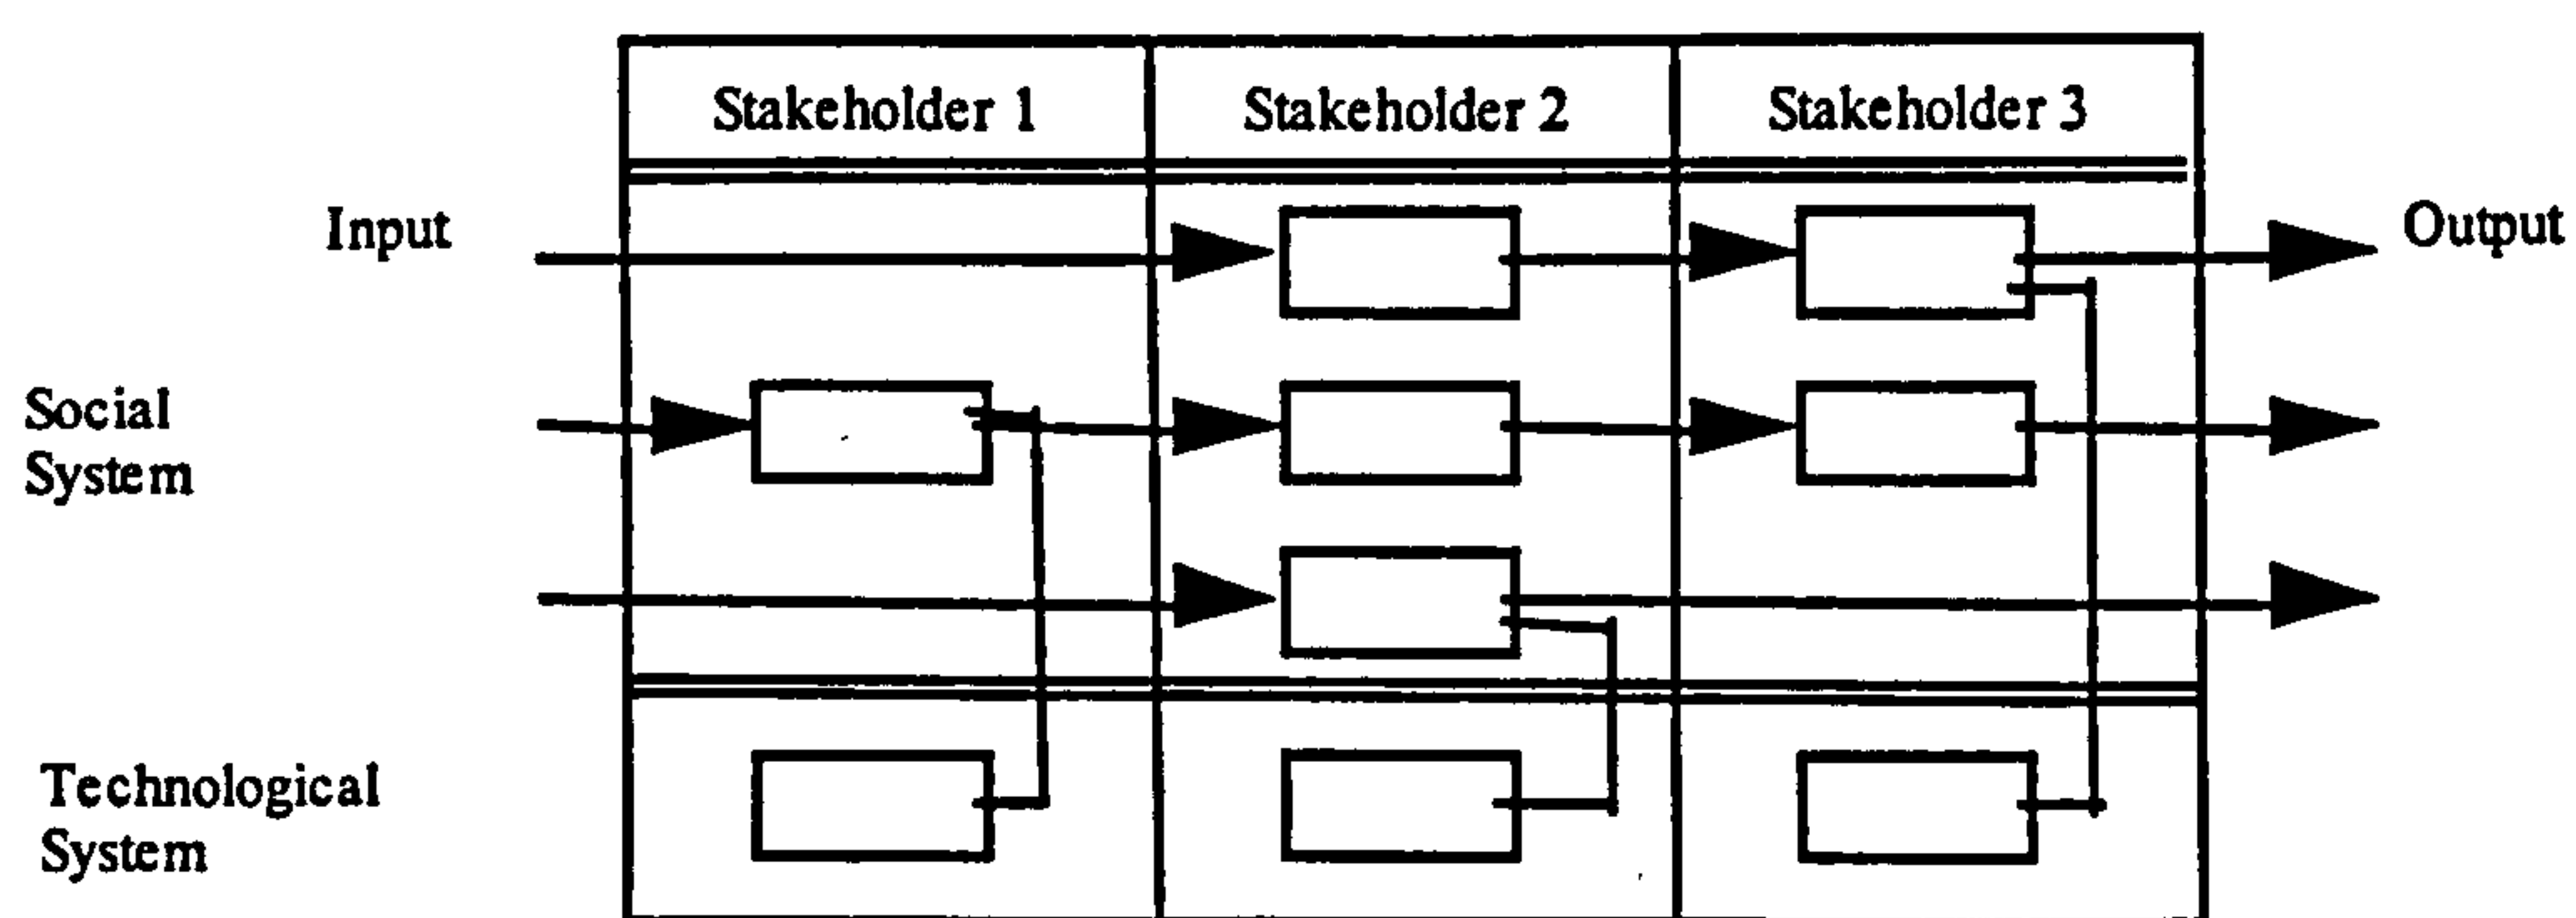 Stakeholder 1
Stakeholder 2
Stakeholder 3
Input
Output
Social
System
Technological
System